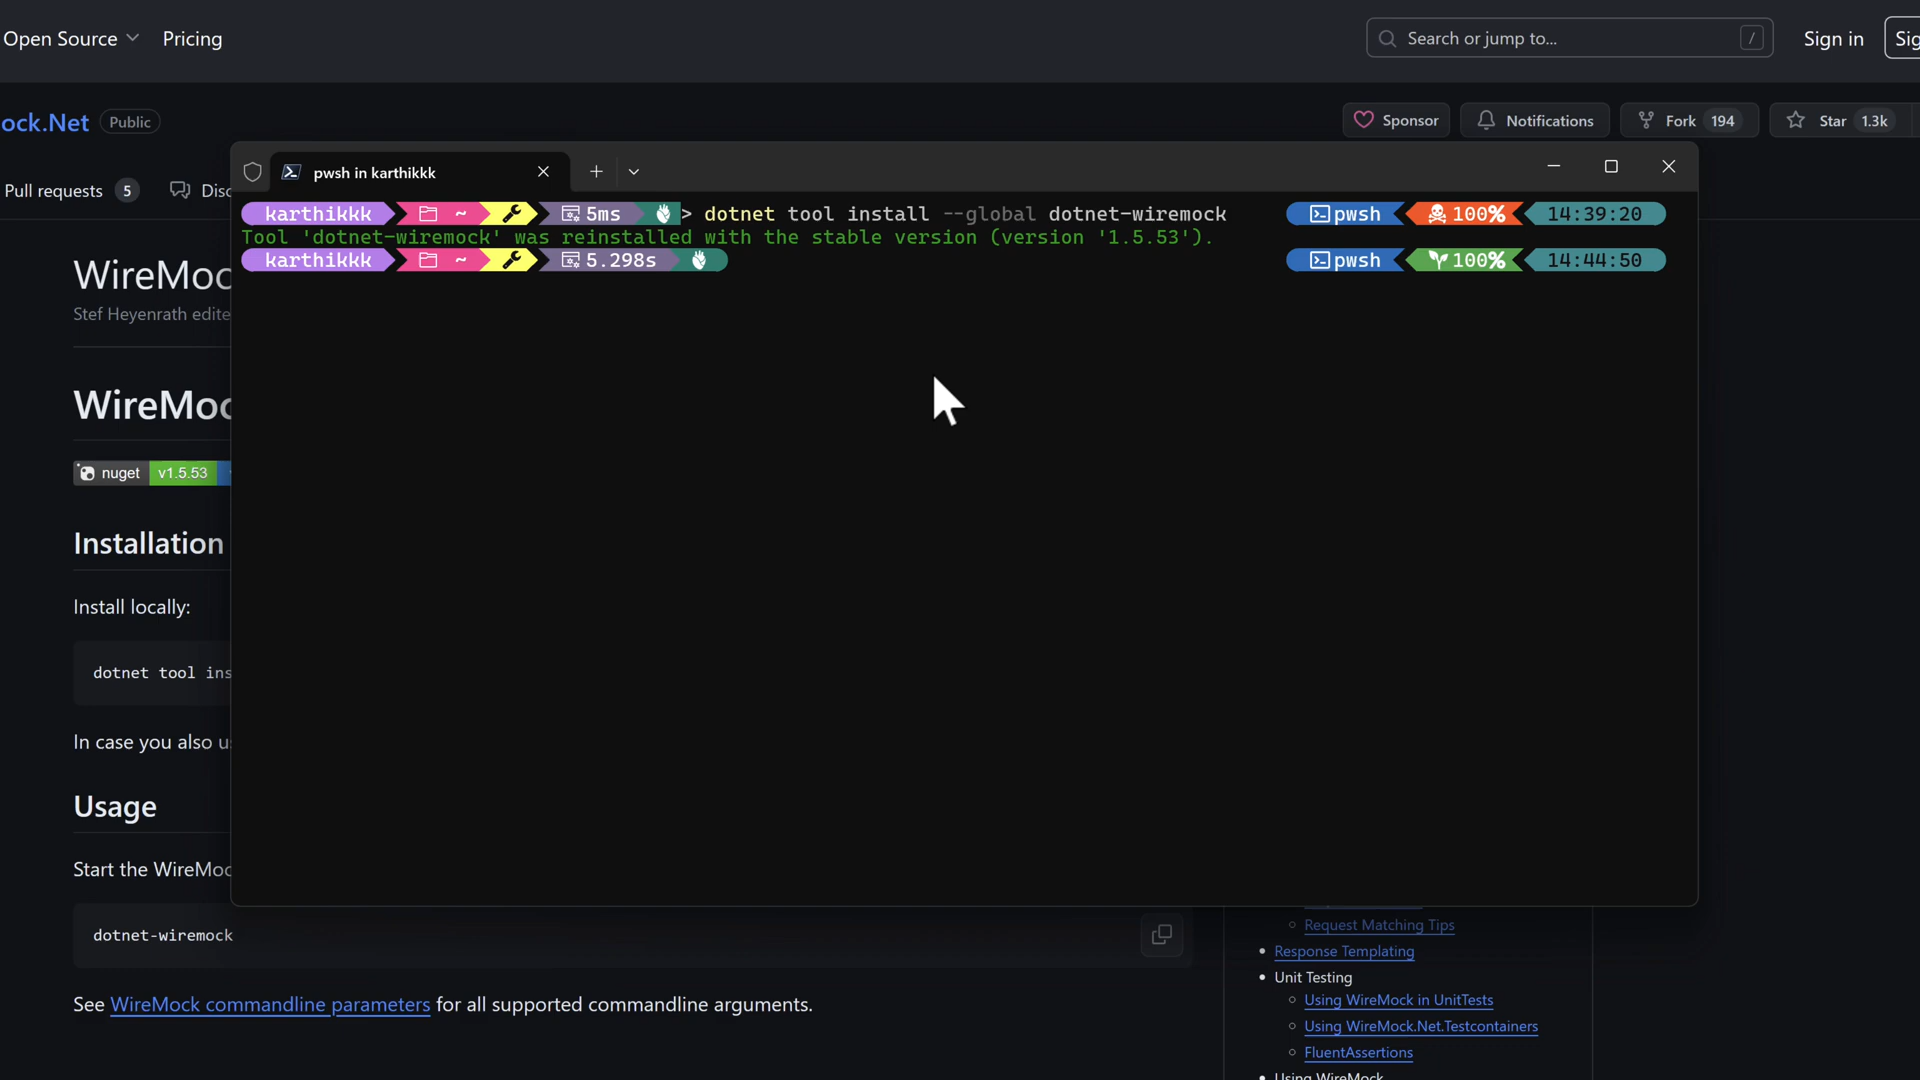 Open Source Pricing
Search or jump to... /
Sign in
Sig
ock.Net Public
Sponsor Notifications Fork 194 Star 1.3k
Pull requests 5 Disc
pwsh in karthikkk
karthikkk ~ 5ms > dotnet tool install --global dotnet-wiremock pwsh 100% 14:39:20
Tool 'dotnet-wiremock' was reinstalled with the stable version (version '1.5.53').
karthikkk ~ 5.298s pwsh 100% 14:44:50
WireMoc
Stef Heyenrath edite
WireMoc
nuget v1.5.53
Installation
Install locally:
dotnet tool ins
In case you also us
Usage
Start the WireMoc
dotnet-wiremock
See WireMock commandline parameters for all supported commandline arguments.
Request Matching Tips
Response Templating
Unit Testing
Using WireMock in UnitTests
Using WireMock.Net.Testcontainers
FluentAssertions
Using WireMock